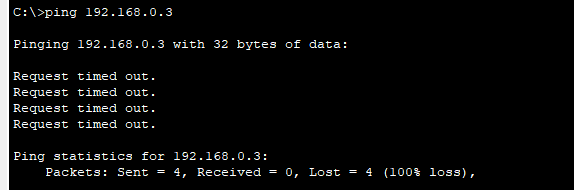 C:\>ping 192.168.0.3
Pinging 192.168.0.3 with 32 bytes of data:
Request timed out.
Request timed out.
Request timed out.
Request timed out.
Ping statistics for 192.168.0.3:
    Packets: Sent = 4, Received = 0, Lost = 4 (100% loss),